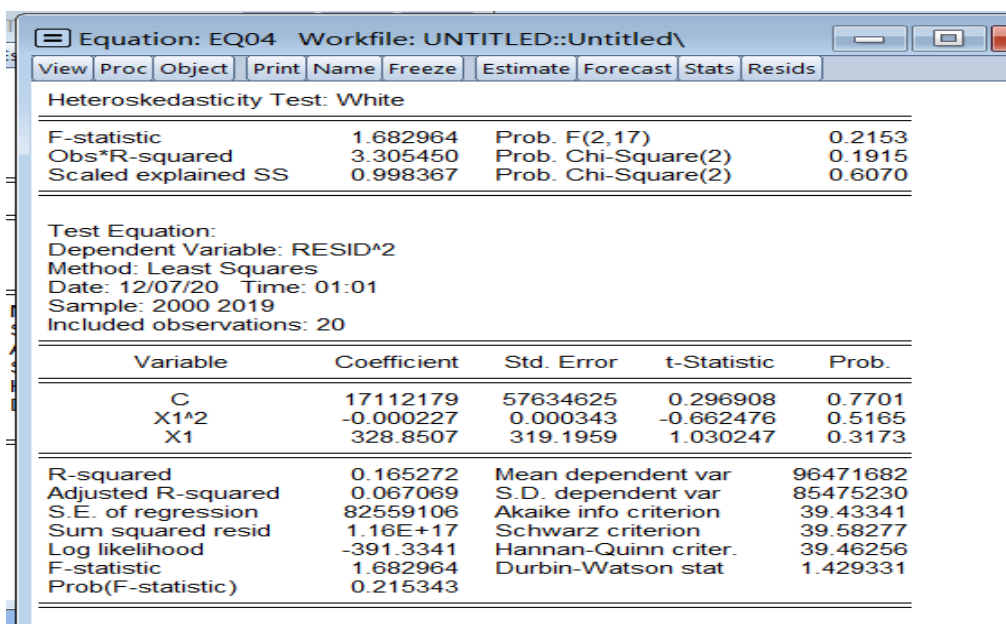 Equation: EQ04 Workfile: UNTITLED::Untitled\
View Proc Object Print Name Freeze Estimate Forecast Stats Resids
Heteroskedasticity Test: White
F-statistic 1.682964 Prob. F(2,17) 0.2153
Obs*R-squared 3.305450 Prob. Chi-Square(2) 0.1915
Scaled explained SS 0.998367 Prob. Chi-Square(2) 0.6070
Test Equation:
Dependent Variable: RESID^2
Method: Least Squares
Date: 12/07/20 Time: 01:01
Sample: 2000 2019
Included observations: 20
Variable Coefficient Std. Error t-Statistic Prob.
C 17112179 57634625 0.296908 0.7701
X1^2 -0.000227 0.000343 -0.662476 0.5165
X1 328.8507 319.1959 1.030247 0.3173
R-squared 0.165272 Mean dependent var 96471682
Adjusted R-squared 0.067069 S.D. dependent var 85475230
S.E. of regression 82559106 Akaike info criterion 39.43341
Sum squared resid 1.16E+17 Schwarz criterion 39.58277
Log likelihood -391.3341 Hannan-Quinn criter. 39.46256
F-statistic 1.682964 Durbin-Watson stat 1.429331
Prob(F-statistic) 0.215343